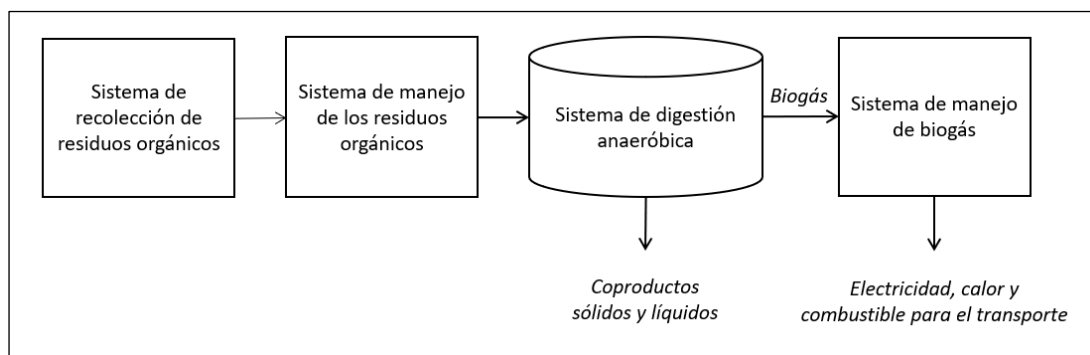 Sistema de
recolección de
residuos orgánicos
Sistema de manejo
de los residuos
orgánicos
Sistema de digestión
anaeróbica
Biogás
Sistema de manejo
de biogás
Coproductos
sólidos y líquidos
Electricidad, calor y
combustible para el transporte